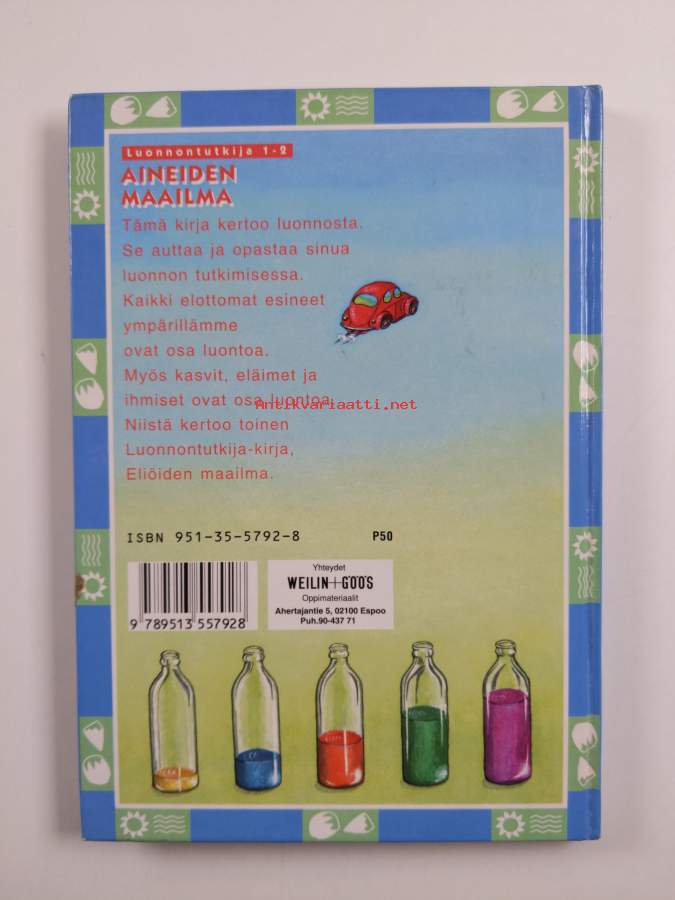 Luonnontutkija 1-2
AINEIDEN
MAAILMA
Tämä kirja kertoo luonnosta.
Se auttaa ja opastaa sinua
luonnon tutkimisessa.
Kaikki elottomat esineet
ympärillämme
ovat osa luontoa.
Myös kasvit, eläimet ja
ihmiset ovat osa luontoa.
Antikvariaatti.net
Niistä kertoo toinen
Luonnontutkija-kirja,
Eliöiden maailma.
ISBN 951-35-5792-8 P50
Yhteydet
WEILIN+GÖÖS
Oppimateriaalit
Ahertajantie 5, 02100 Espoo
Puh.90-437 71
9 789513 557928